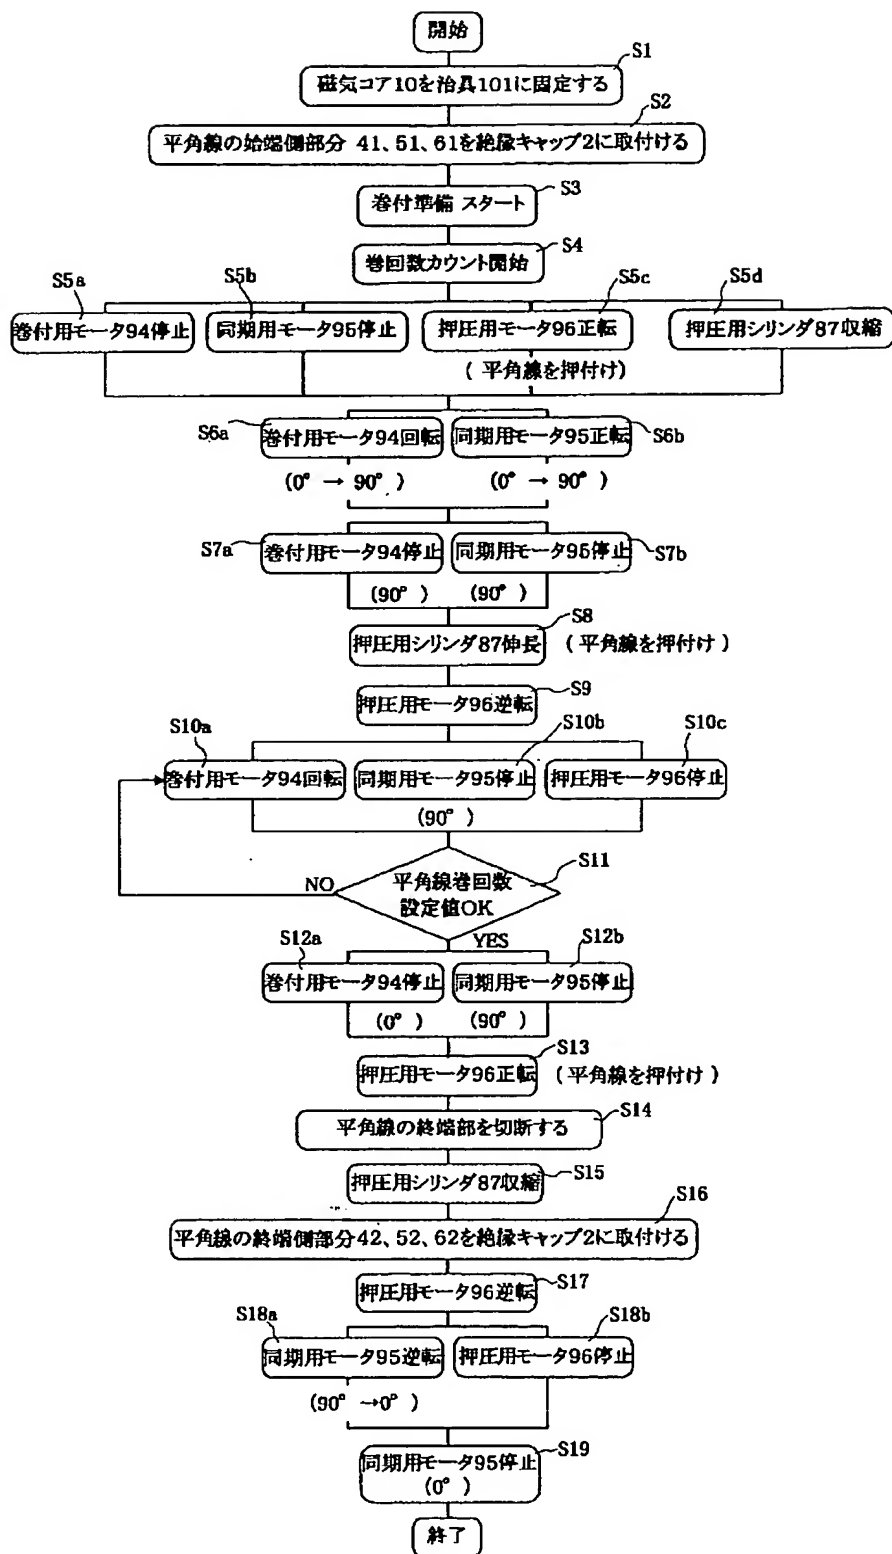 開始
S1
磁気コア10を治具101に固定する
S2
平角線の始端側部分 41、51、61を絶縁キャップ2に取付ける
S3
巻付準備 スタート
S4
巻回数カウント開始
S5a
S5b
S5c
S5d
巻付用モータ94停止
同期用モータ95停止
押圧用モータ96正転
押圧用シリンダ87収縮
( 平角線を押付け)
S6a
巻付用モータ94回転
同期用モータ95正転
S6b
(0° → 90° )
(0° → 90° )
S7a
巻付用モータ94停止
同期用モータ95停止
S7b
(90° )
(90° )
S8
押圧用シリンダ87伸長
( 平角線を押付け )
S9
押圧用モータ96逆転
S10a
S10b
S10c
巻付用モータ94回転
同期用モータ95停止
押圧用モータ96停止
(90° )
S11
NO
平角線巻回数
設定値OK
YES
S12a
S12b
巻付用モータ94停止
同期用モータ95停止
(0° )
(90° )
S13
押圧用モータ96正転
(平角線を押付け )
S14
平角線の終端部を切断する
S15
押圧用シリンダ87収縮
S16
平角線の終端側部分42、52、62を絶縁キャップ2に取付ける
S17
押圧用モータ96逆転
S18a
S18b
同期用モータ95逆転
押圧用モータ96停止
(90° →0° )
S19
同期用モータ95停止
(0° )
終了